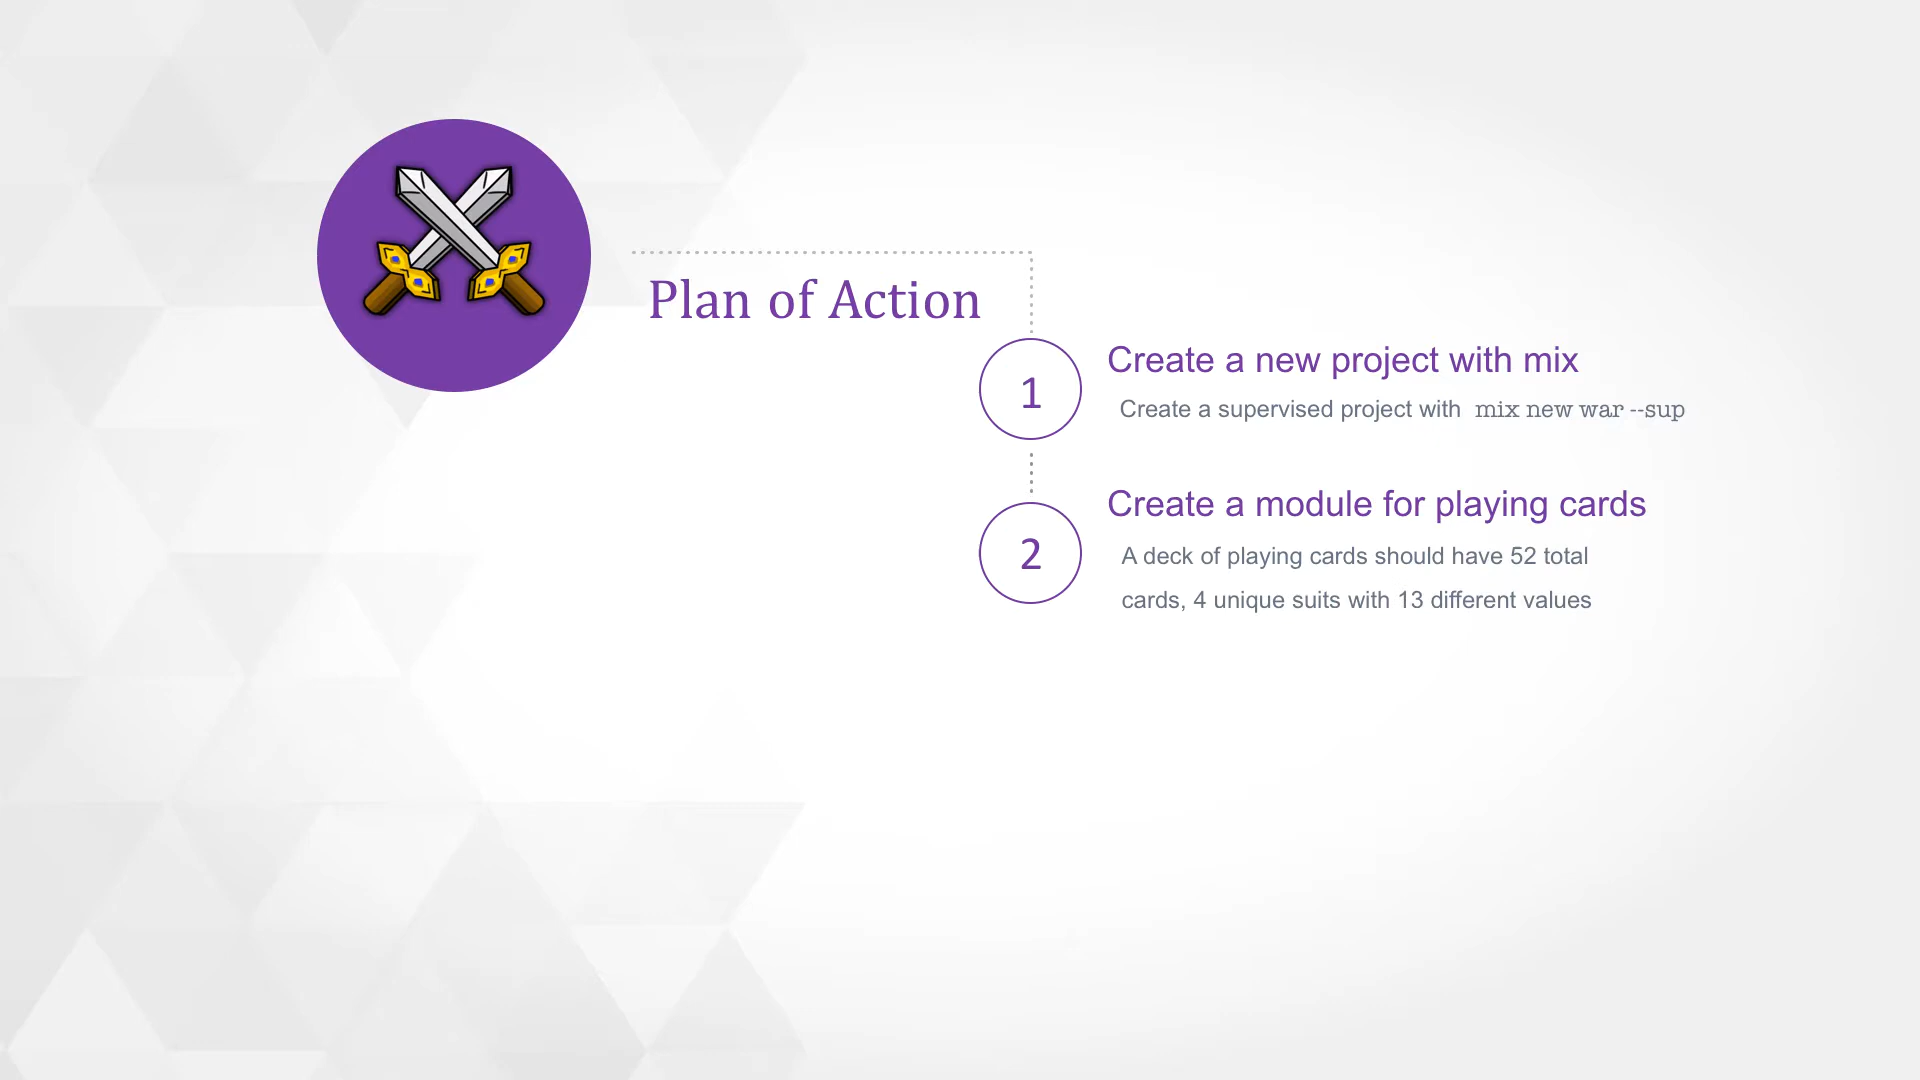 Plan of Action
1
Create a new project with mix
Create a supervised project with mix new war --sup
2
Create a module for playing cards
A deck of playing cards should have 52 total
cards, 4 unique suits with 13 different values